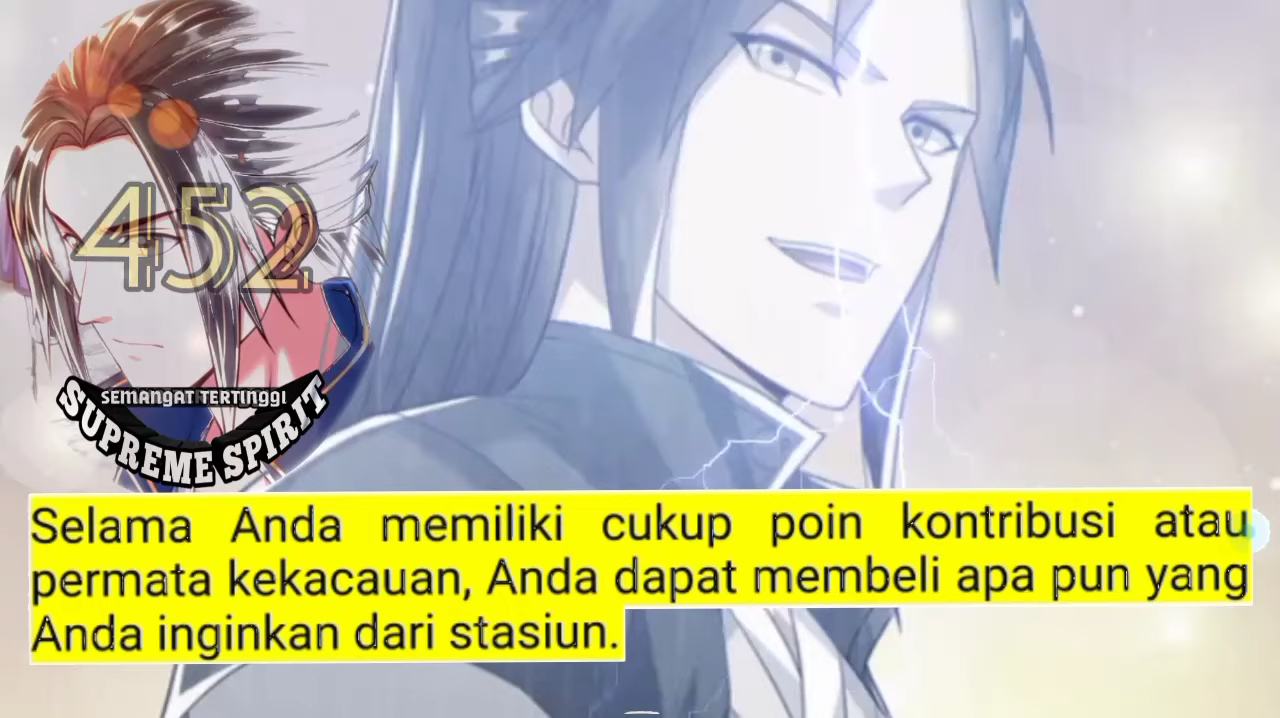 452
SEMANGAT TERTINGGI
SUPREME SPIRIT
Selama Anda memiliki cukup poin kontribusi atau
permata kekacauan, Anda dapat membeli apa pun yang
Anda inginkan dari stasiun.